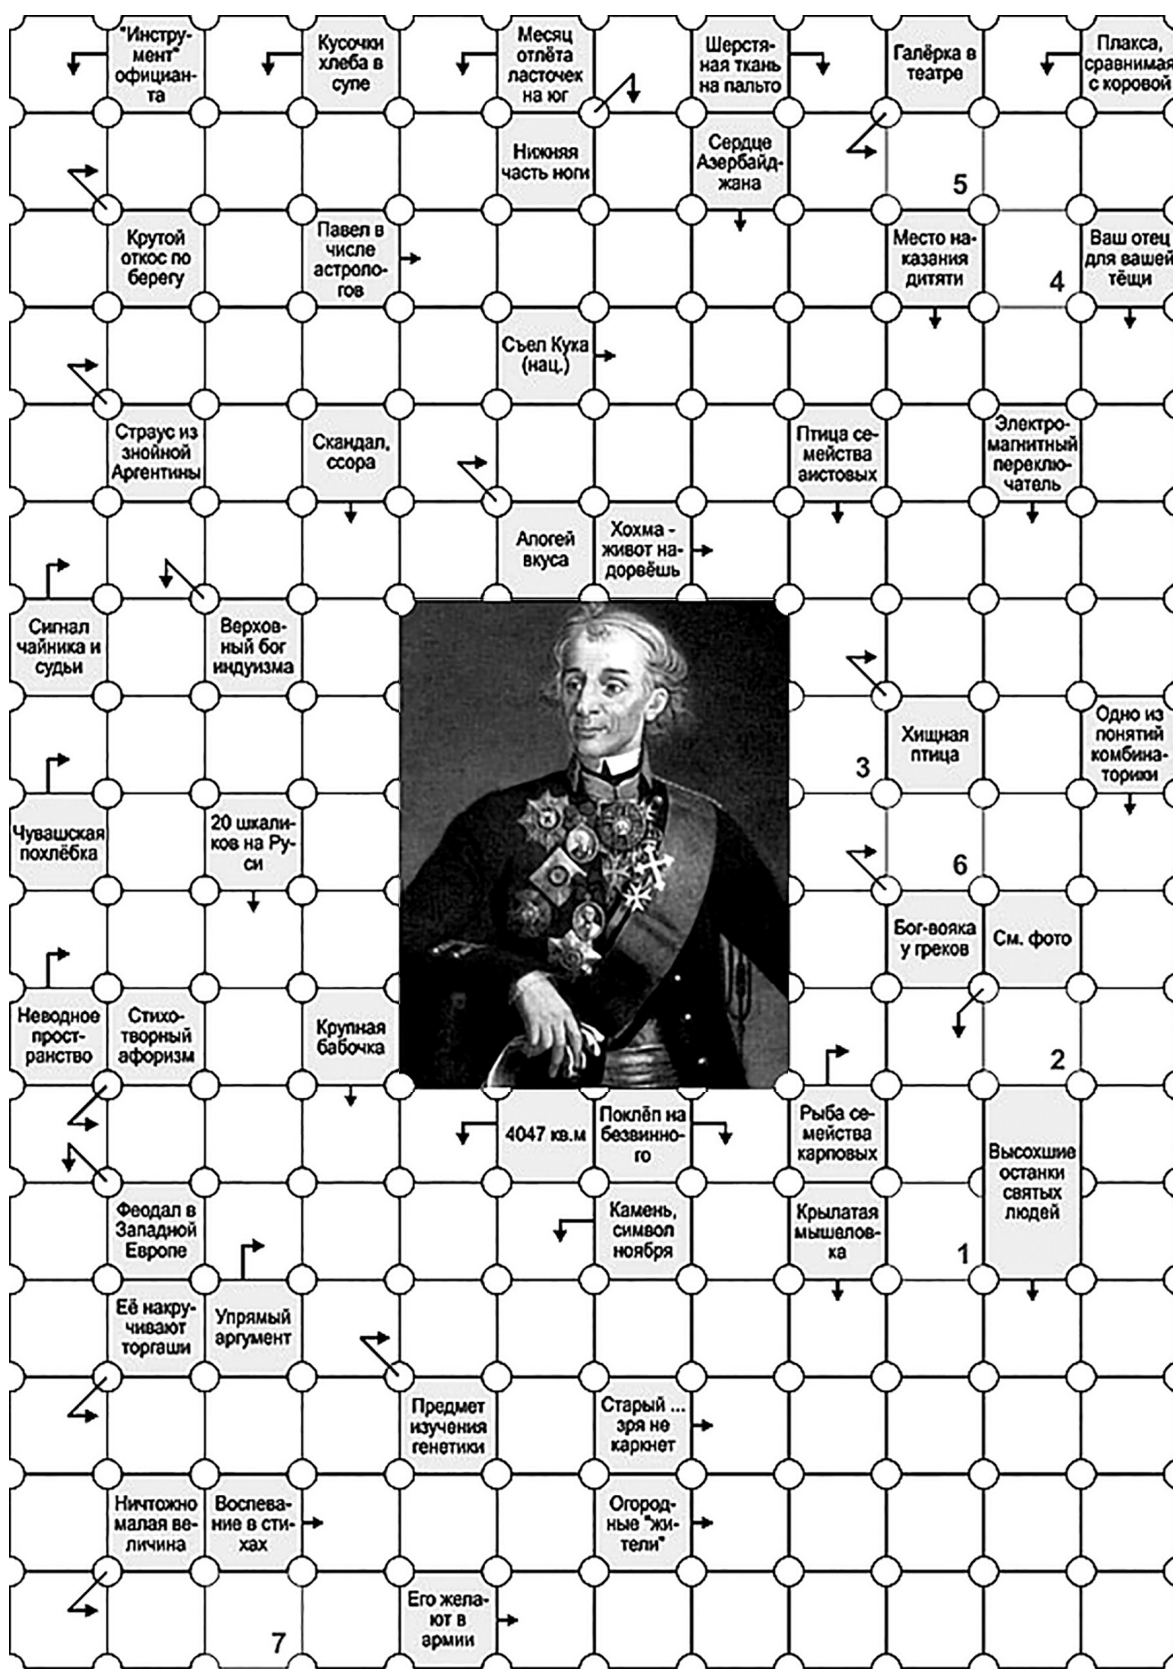 "Инстру-
мент"
официан-
та
Кусочки
хлеба в
супе
Месяц
отлёта
ласточек
на юг
Шерстя-
ная ткань
на пальто
Галёрка в
театре
Плакса,
сравнимая
с коровой
Нижняя
часть ноги
Сердце
Азербайд-
жана
5
Крутой
откос по
берегу
Павел в
числе
астроло-
гов
Место на-
казания
дитяти
4
Ваш отец
для вашей
тёщи
Съел Кука
(нац.)
Страус из
знойной
Аргентины
Скандал,
ссора
Птица се-
мейства
аистовых
Электро-
магнитный
переклю-
чатель
Апогей
вкуса
Хохма -
живот на-
дорвёшь
Сигнал
чайника и
судьи
Верхов-
ный бог
индуизма
3
Хищная
птица
Одно из
понятий
комбина-
торики
Чувашская
похлёбка
20 шкали-
ков на Ру-
си
6
Бог-вояка
у греков
См. фото
Неводное
прост-
ранство
Стихо-
творный
афоризм
Крупная
бабочка
2
4047 кв.м
Поклёп на
безвинно-
го
Рыба се-
мейства
карповых
Высохшие
останки
святых
людей
Феодал в
Западной
Европе
Камень,
символ
ноября
Крылатая
мышелов-
ка
1
Её накру-
чивают
торгаши
Упрямый
аргумент
Предмет
изучения
генетики
Старый ...
зря не
каркнет
Ничтожно
малая ве-
личина
Воспева-
ние в сти-
хах
Огород-
ные "жи-
тели"
7
Его жела-
ют в
армии